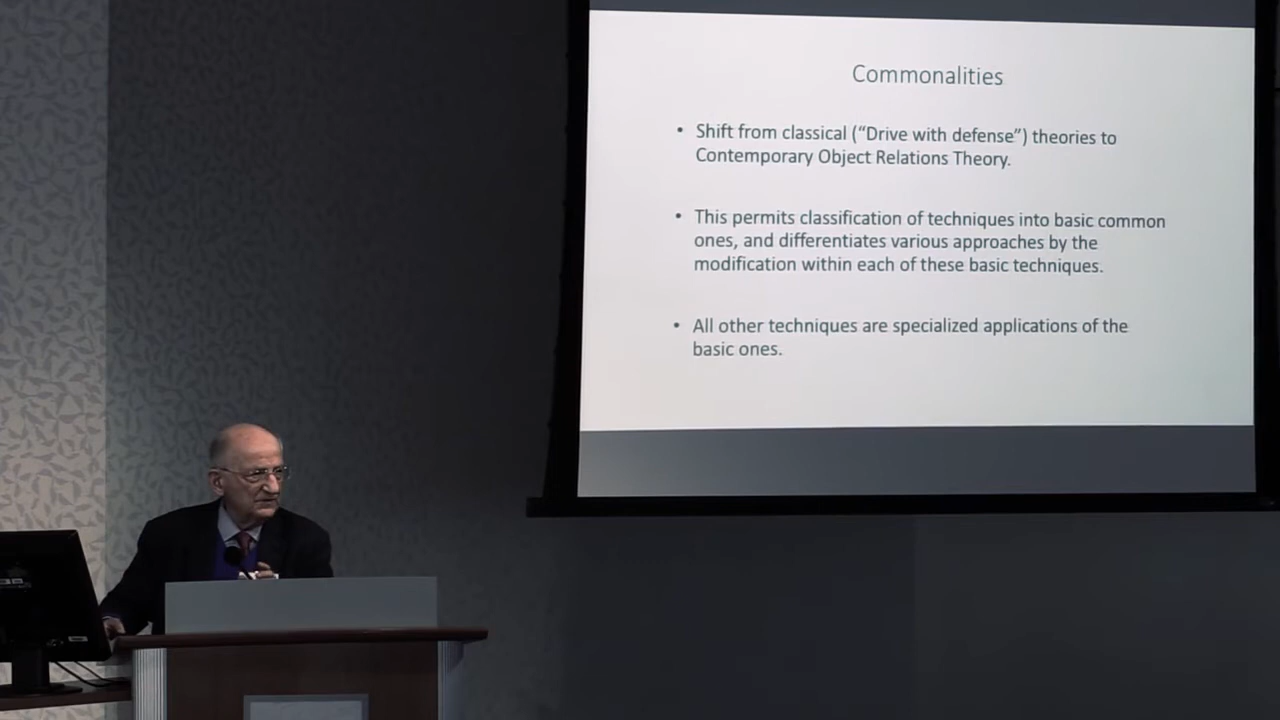 Commonalities
• Shift from classical (“Drive with defense”) theories to
Contemporary Object Relations Theory.
• This permits classification of techniques into basic common
ones, and differentiates various approaches by the
modification within each of these basic techniques.
• All other techniques are specialized applications of the
basic ones.